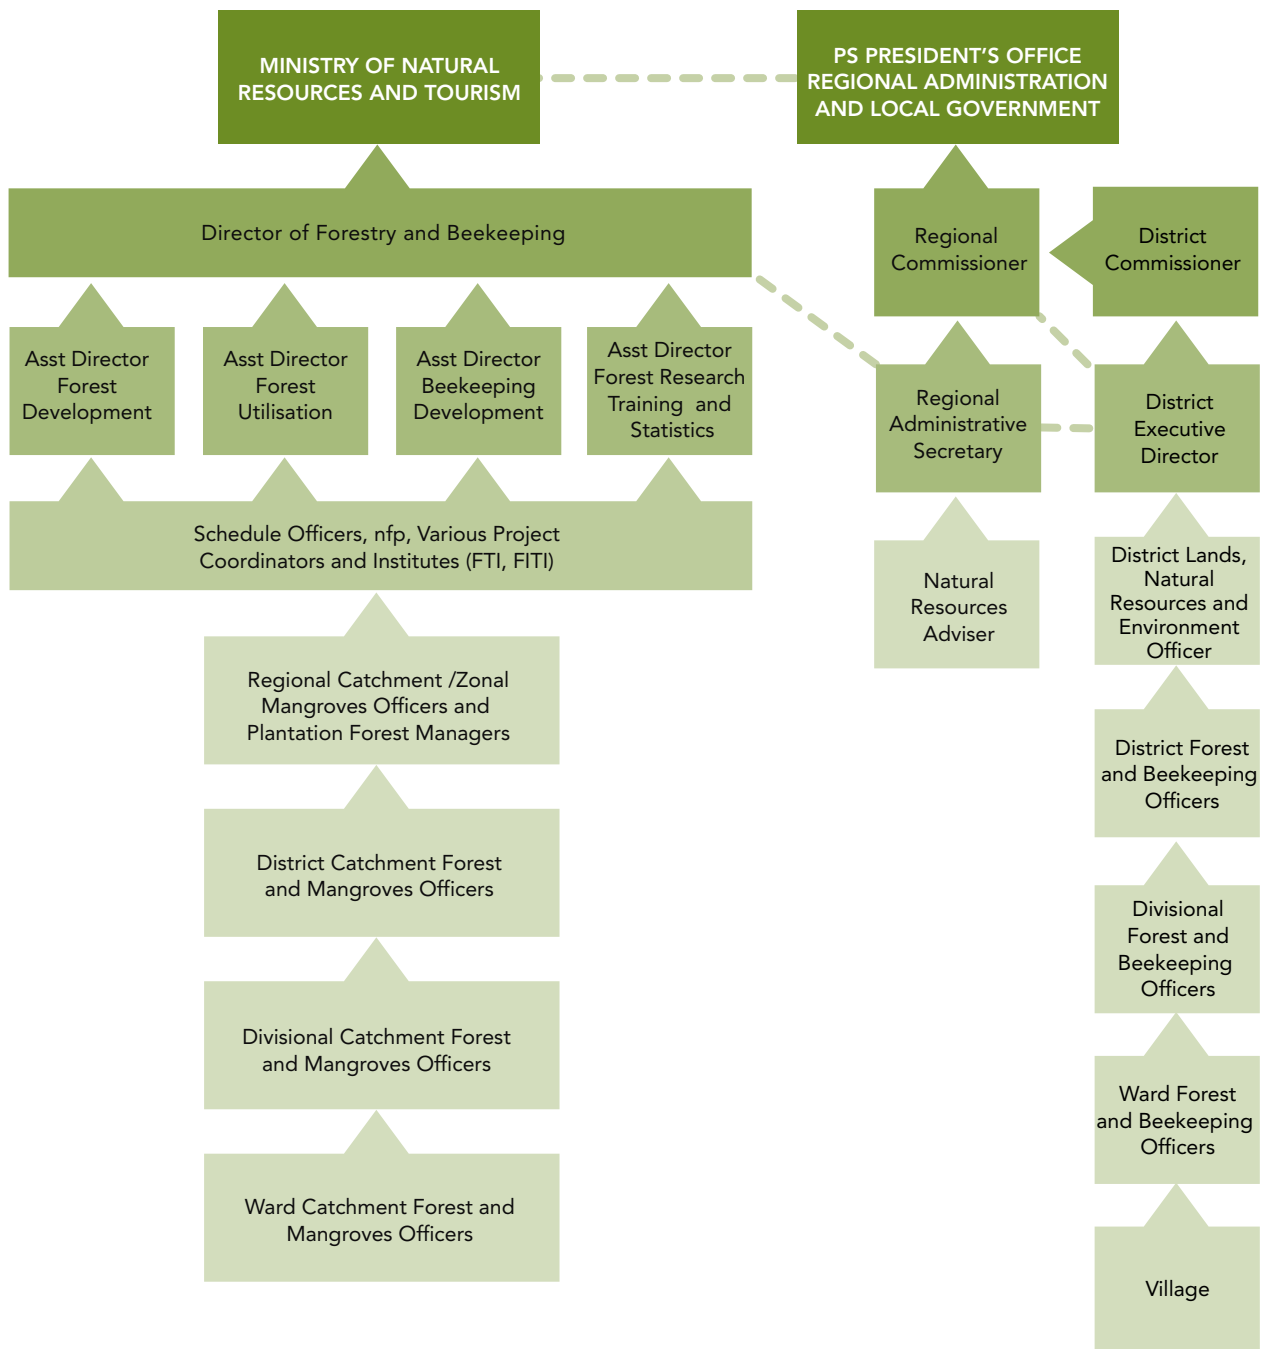 MINISTRY OF NATURAL
RESOURCES AND TOURISM
PS PRESIDENT'S OFFICE
REGIONAL ADMINISTRATION
AND LOCAL GOVERNMENT
Director of Forestry and Beekeeping
Regional
Commissioner
District
Commissioner
Asst Director
Forest
Development
Asst Director
Forest
Utilisation
Asst Director
Beekeeping
Development
Asst Director
Forest Research
Training and
Statistics
Regional
Administrative
Secretary
District
Executive
Director
Schedule Officers, nfp, Various Project
Coordinators and Institutes (FTI, FITI)
Natural
Resources
Adviser
District Lands,
Natural
Resources and
Environment
Officer
Regional Catchment /Zonal
Mangroves Officers and
Plantation Forest Managers
District Forest
and Beekeeping
Officers
District Catchment Forest
and Mangroves Officers
Divisional
Forest and
Beekeeping
Officers
Divisional Catchment Forest
and Mangroves Officers
Ward Forest
and Beekeeping
Officers
Ward Catchment Forest and
Mangroves Officers
Village